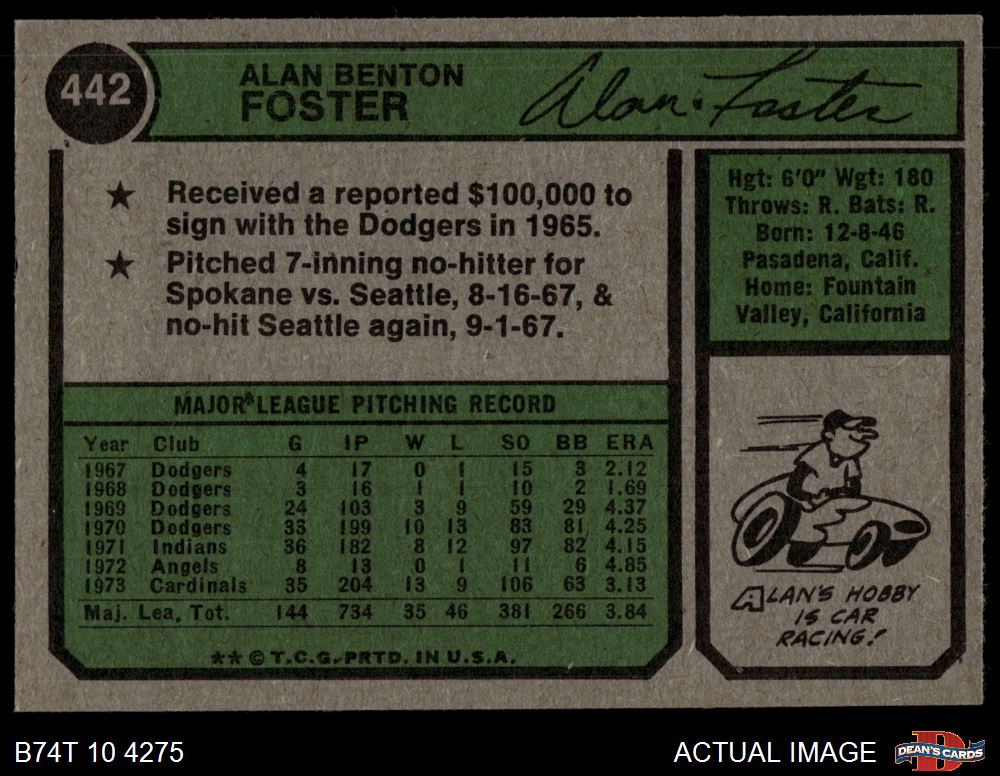 442
ALAN BENTON
FOSTER
Alan Foster
★ Received a reported $100,000 to
sign with the Dodgers in 1965.
★ Pitched 7-inning no-hitter for
Spokane vs. Seattle, 8-16-67, &
no-hit Seattle again, 9-1-67.
Hgt: 6'0" Wgt: 180
Throws: R. Bats: R.
Born: 12-8-46
Pasadena, Calif.
Home: Fountain
Valley, California
MAJOR LEAGUE PITCHING RECORD
Year Club G IP W L SO BB ERA
1967 Dodgers 4 17 0 1 15 3 2.12
1968 Dodgers 3 16 1 1 10 2 1.69
1969 Dodgers 24 103 3 9 59 29 4.37
1970 Dodgers 33 199 10 13 83 81 4.25
1971 Indians 36 182 8 12 97 82 4.15
1972 Angels 8 13 0 1 11 6 4.85
1973 Cardinals 35 204 13 9 106 63 3.13
Maj. Lea. Tot. 144 734 35 46 381 266 3.84
** © T.C.G. PRTD. IN U.S.A.
ALAN'S HOBBY
IS CAR
RACING!
B74T 10 4275
ACTUAL IMAGE
D
DEAN'S CARDS